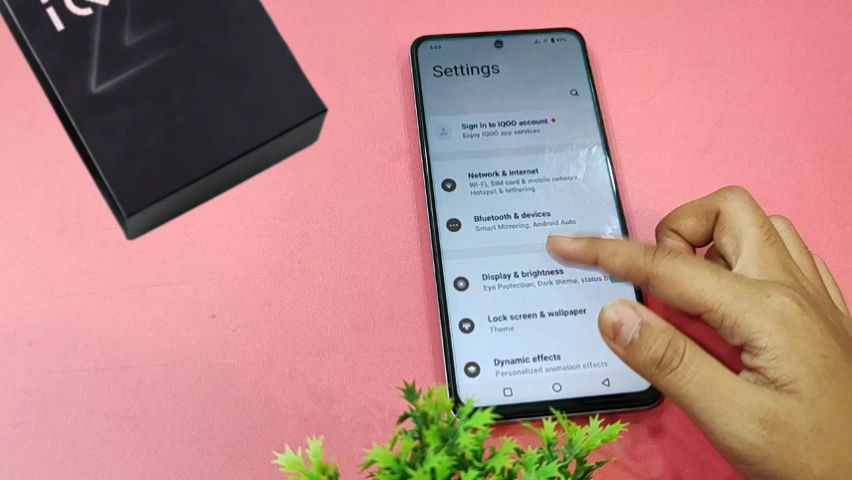 iQOO
Settings
Sign in to iQOO account
Enjoy iQOO app services
Network & internet
Wi-Fi, SIM card & mobile network,
Hotspot & tethering
Bluetooth & devices
Smart Mirroring, Android Auto
Display & brightness
Eye Protection, Dark theme, status
Lock screen & wallpaper
Theme
Dynamic effects
Personalized animation effects